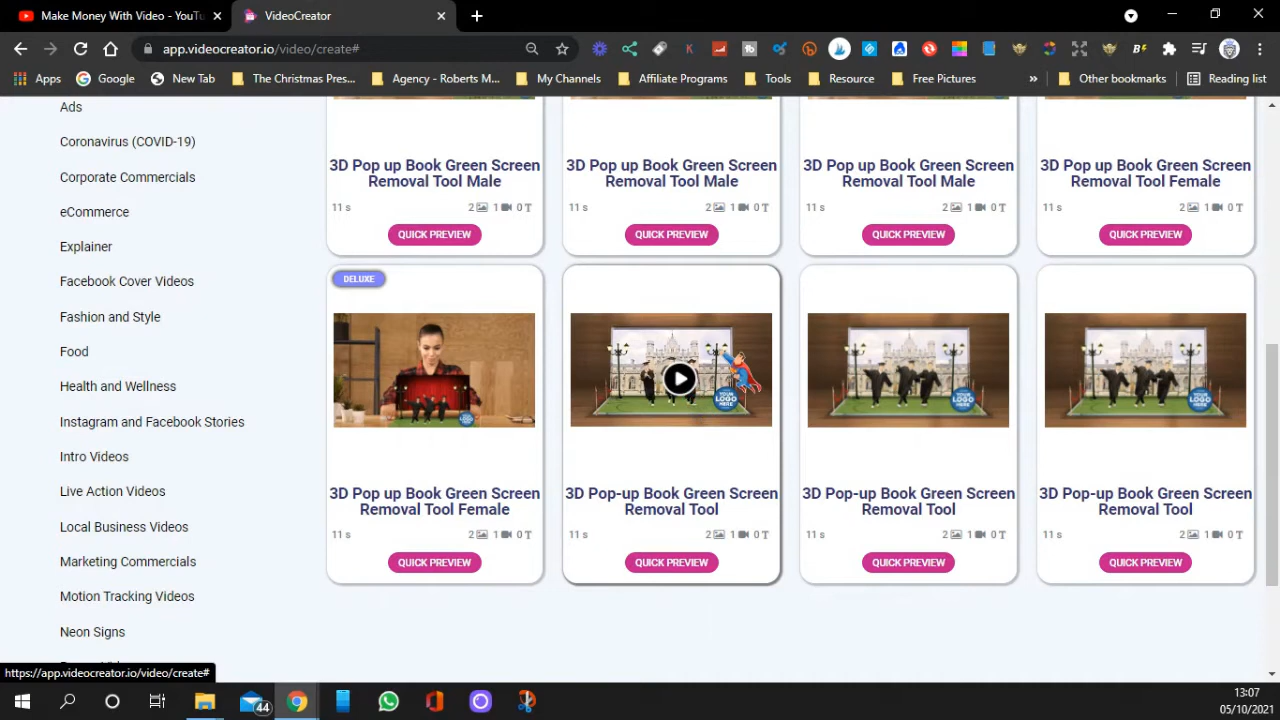 Make Money With Video - YouTu
VideoCreator
app.videocreator.io/video/create#
Apps
Google
New Tab
The Christmas Pres...
Agency - Roberts M...
My Channels
Affiliate Programs
Tools
Resource
Free Pictures
»
Other bookmarks
Reading list
Ads
Coronavirus (COVID-19)
Corporate Commercials
eCommerce
Explainer
Facebook Cover Videos
Fashion and Style
Food
Health and Wellness
Instagram and Facebook Stories
Intro Videos
Live Action Videos
Local Business Videos
Marketing Commercials
Motion Tracking Videos
Neon Signs
3D Pop up Book Green Screen
Removal Tool Male
11 s 2 1 0 T
QUICK PREVIEW
3D Pop up Book Green Screen
Removal Tool Male
11 s 2 1 0 T
QUICK PREVIEW
3D Pop up Book Green Screen
Removal Tool Male
11 s 2 1 0 T
QUICK PREVIEW
3D Pop up Book Green Screen
Removal Tool Female
11 s 2 1 0 T
QUICK PREVIEW
DELUXE
3D Pop up Book Green Screen
Removal Tool Female
11 s 2 1 0 T
QUICK PREVIEW
YOUR
LOGO
HERE
3D Pop-up Book Green Screen
Removal Tool
11 s 2 1 0 T
QUICK PREVIEW
YOUR
LOGO
HERE
3D Pop-up Book Green Screen
Removal Tool
11 s 2 1 0 T
QUICK PREVIEW
YOUR
LOGO
HERE
3D Pop-up Book Green Screen
Removal Tool
11 s 2 1 0 T
QUICK PREVIEW
https://app.videocreator.io/video/create#
44
13:07
05/10/2021